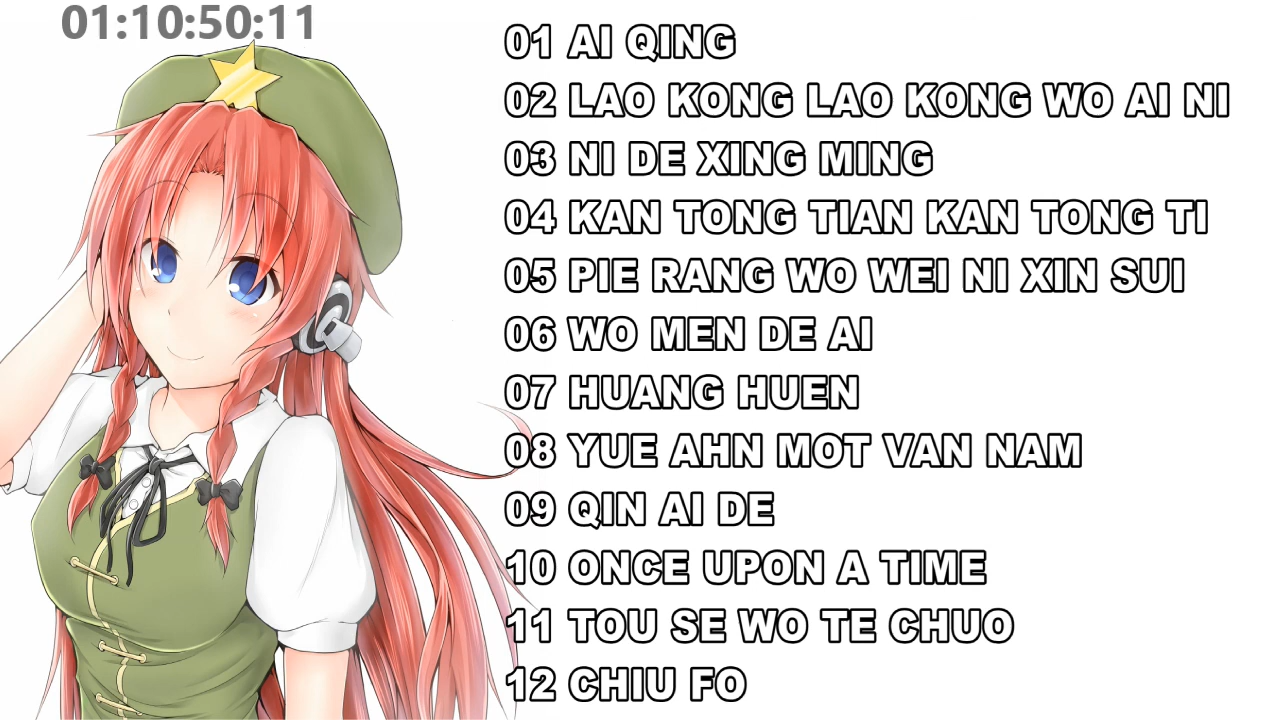 01:10:50:11
01 AI QING
02 LAO KONG LAO KONG WO AI NI
03 NI DE XING MING
04 KAN TONG TIAN KAN TONG TI
05 PIE RANG WO WEI NI XIN SUI
06 WO MEN DE AI
07 HUANG HUEN
08 YUE AHN MOT VAN NAM
09 QIN AI DE
10 ONCE UPON A TIME
11 TOU SE WO TE CHUO
12 CHIU FO